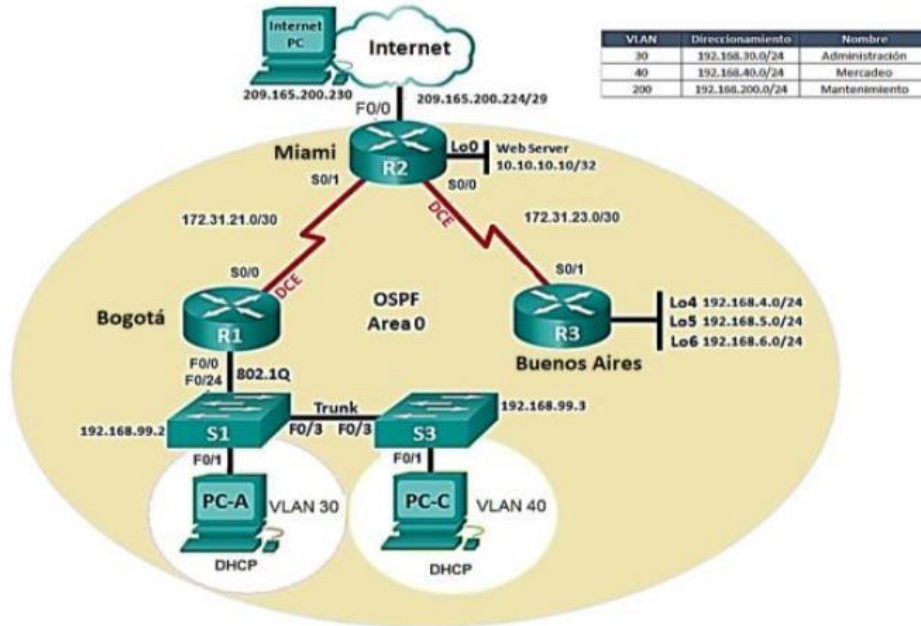 Internet
PC
Internet
209.165.200.230
F0/0
209.165.200.224/29
VLAN Direccionamiento Nombre
30 192.168.30.0/24 Administración
40 192.168.40.0/24 Mercadeo
200 192.168.200.0/24 Mantenimiento
Miami
R2
Lo0
Web Server
10.10.10.10/32
S0/1
S0/0
DCE
172.31.21.0/30
172.31.23.0/30
S0/0
DCE
S0/1
Bogotá
R1
OSPF
Area 0
R3
Buenos Aires
Lo4 192.168.4.0/24
Lo5 192.168.5.0/24
Lo6 192.168.6.0/24
F0/0
F0/24
802.1Q
192.168.99.2
S1
Trunk
F0/3 F0/3
S3
192.168.99.3
F0/1
F0/1
PC-A
VLAN 30
PC-C
VLAN 40
DHCP
DHCP